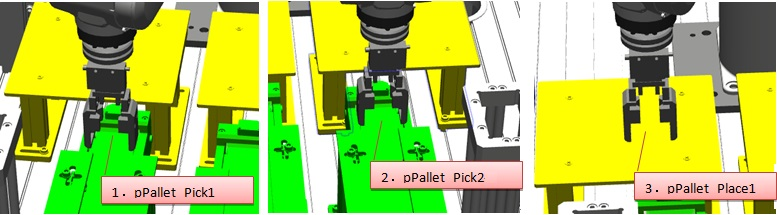 1. pPallet Pick1
2. pPallet Pick2
3. pPallet Place1